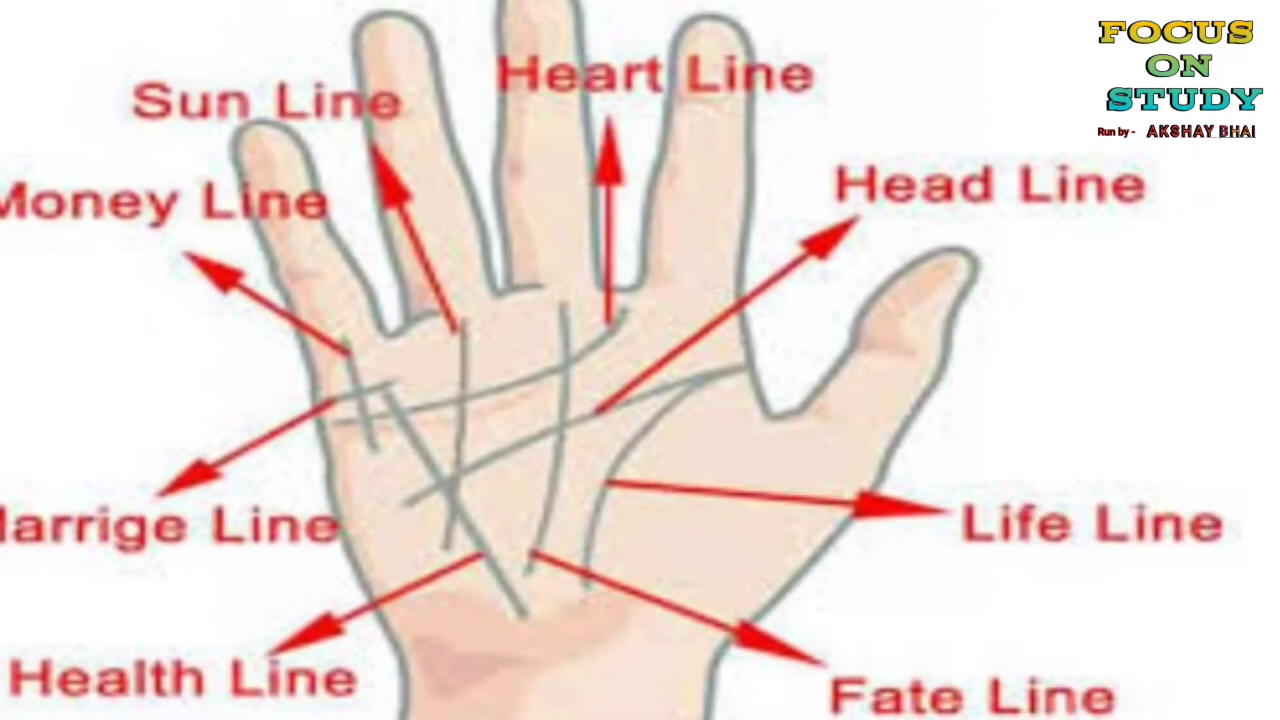 FOCUS
ON
STUDY
Run by - AKSHAY BHAI
Heart Line
Sun Line
Money Line
Head Line
Marrige Line
Life Line
Health Line
Fate Line